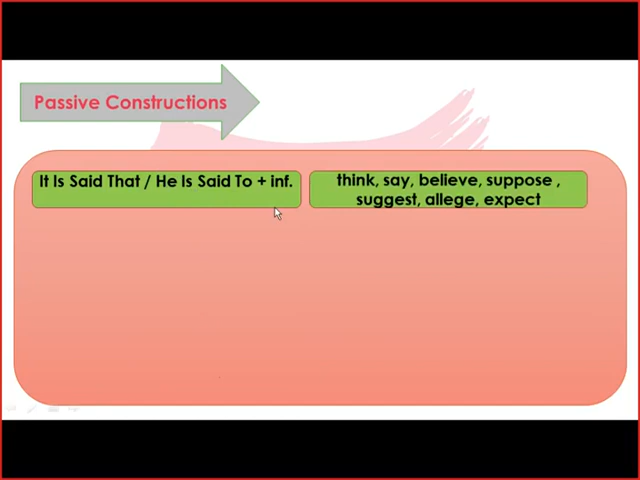 Passive Constructions
It Is Said That / He Is Said To + inf.
think, say, believe, suppose ,
suggest, allege, expect